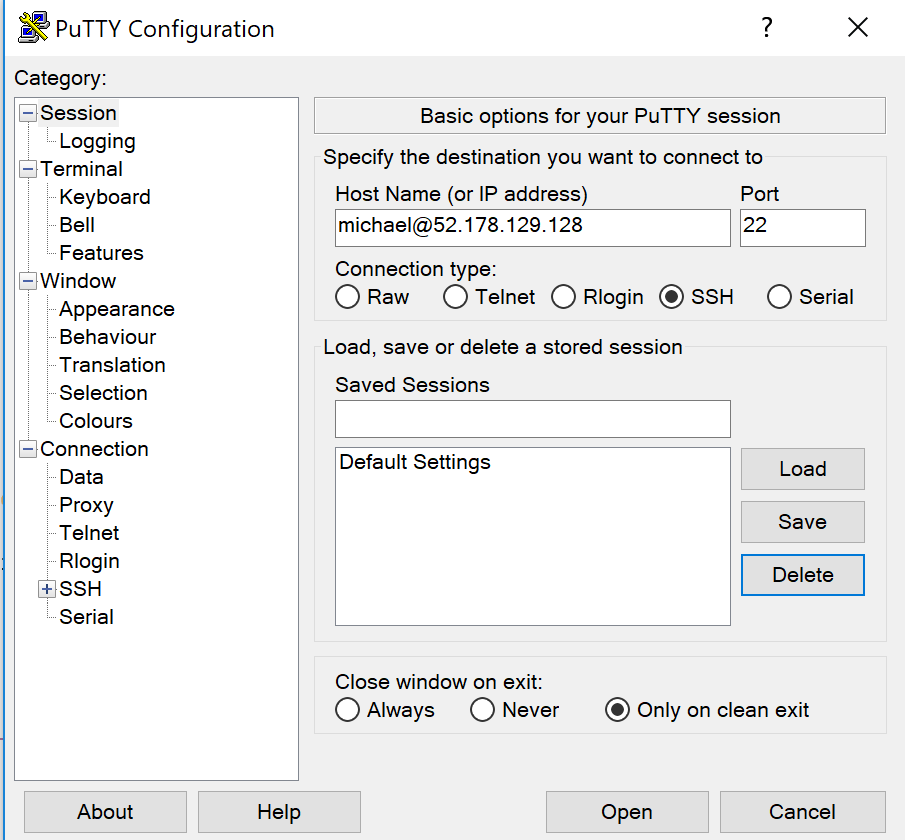 PuTTY Configuration
?
Category:
Session
Logging
Terminal
Keyboard
Bell
Features
Window
Appearance
Behaviour
Translation
Selection
Colours
Connection
Data
Proxy
Telnet
Rlogin
SSH
Serial
Basic options for your PuTTY session
Specify the destination you want to connect to
Host Name (or IP address) Port
michael@52.178.129.128 22
Connection type:
Raw Telnet Rlogin SSH Serial
Load, save or delete a stored session
Saved Sessions
Default Settings
Load
Save
Delete
Close window on exit:
Always Never Only on clean exit
About Help Open Cancel